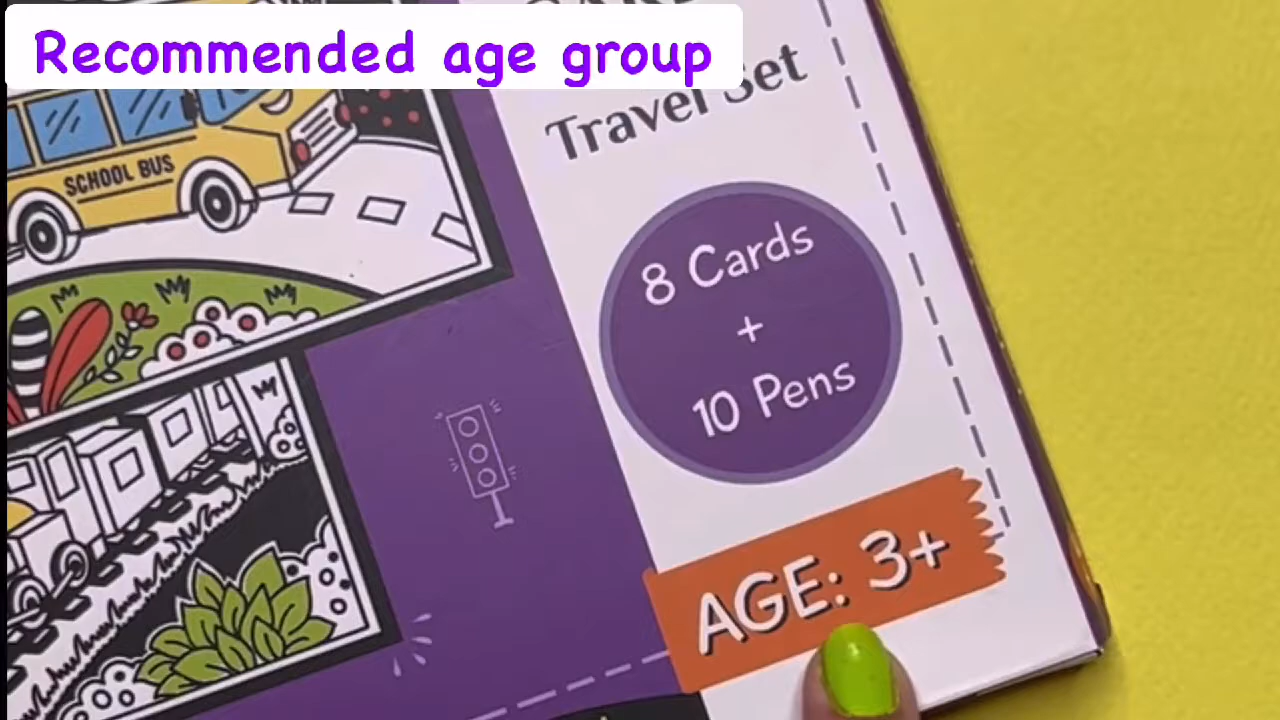 Recommended age group
Travel Set
SCHOOL BUS
8 Cards
+
10 Pens
AGE: 3+